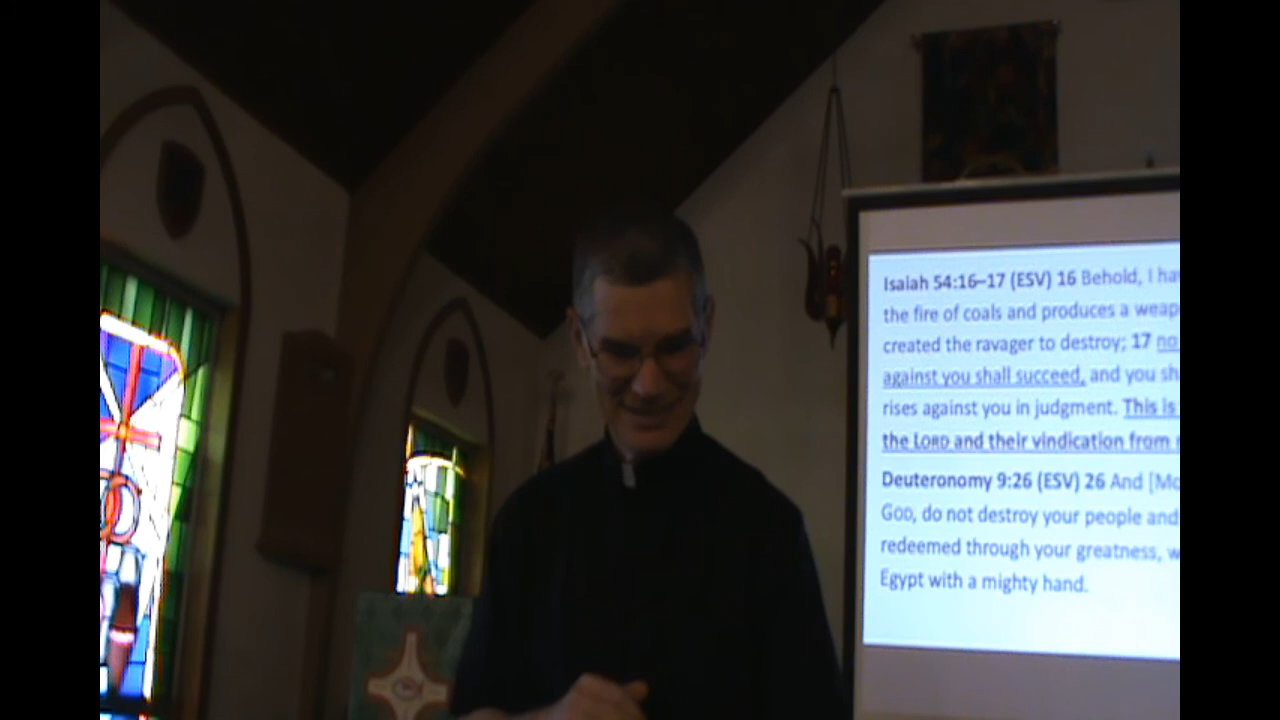 Isaiah 54:16–17 (ESV) 16 Behold, I ha
the fire of coals and produces a weap
created the ravager to destroy; 17 no
against you shall succeed, and you sh
rises against you in judgment. This is
the LORD and their vindication from
Deuteronomy 9:26 (ESV) 26 And [Mo
GOD, do not destroy your people and
redeemed through your greatness, w
Egypt with a mighty hand.